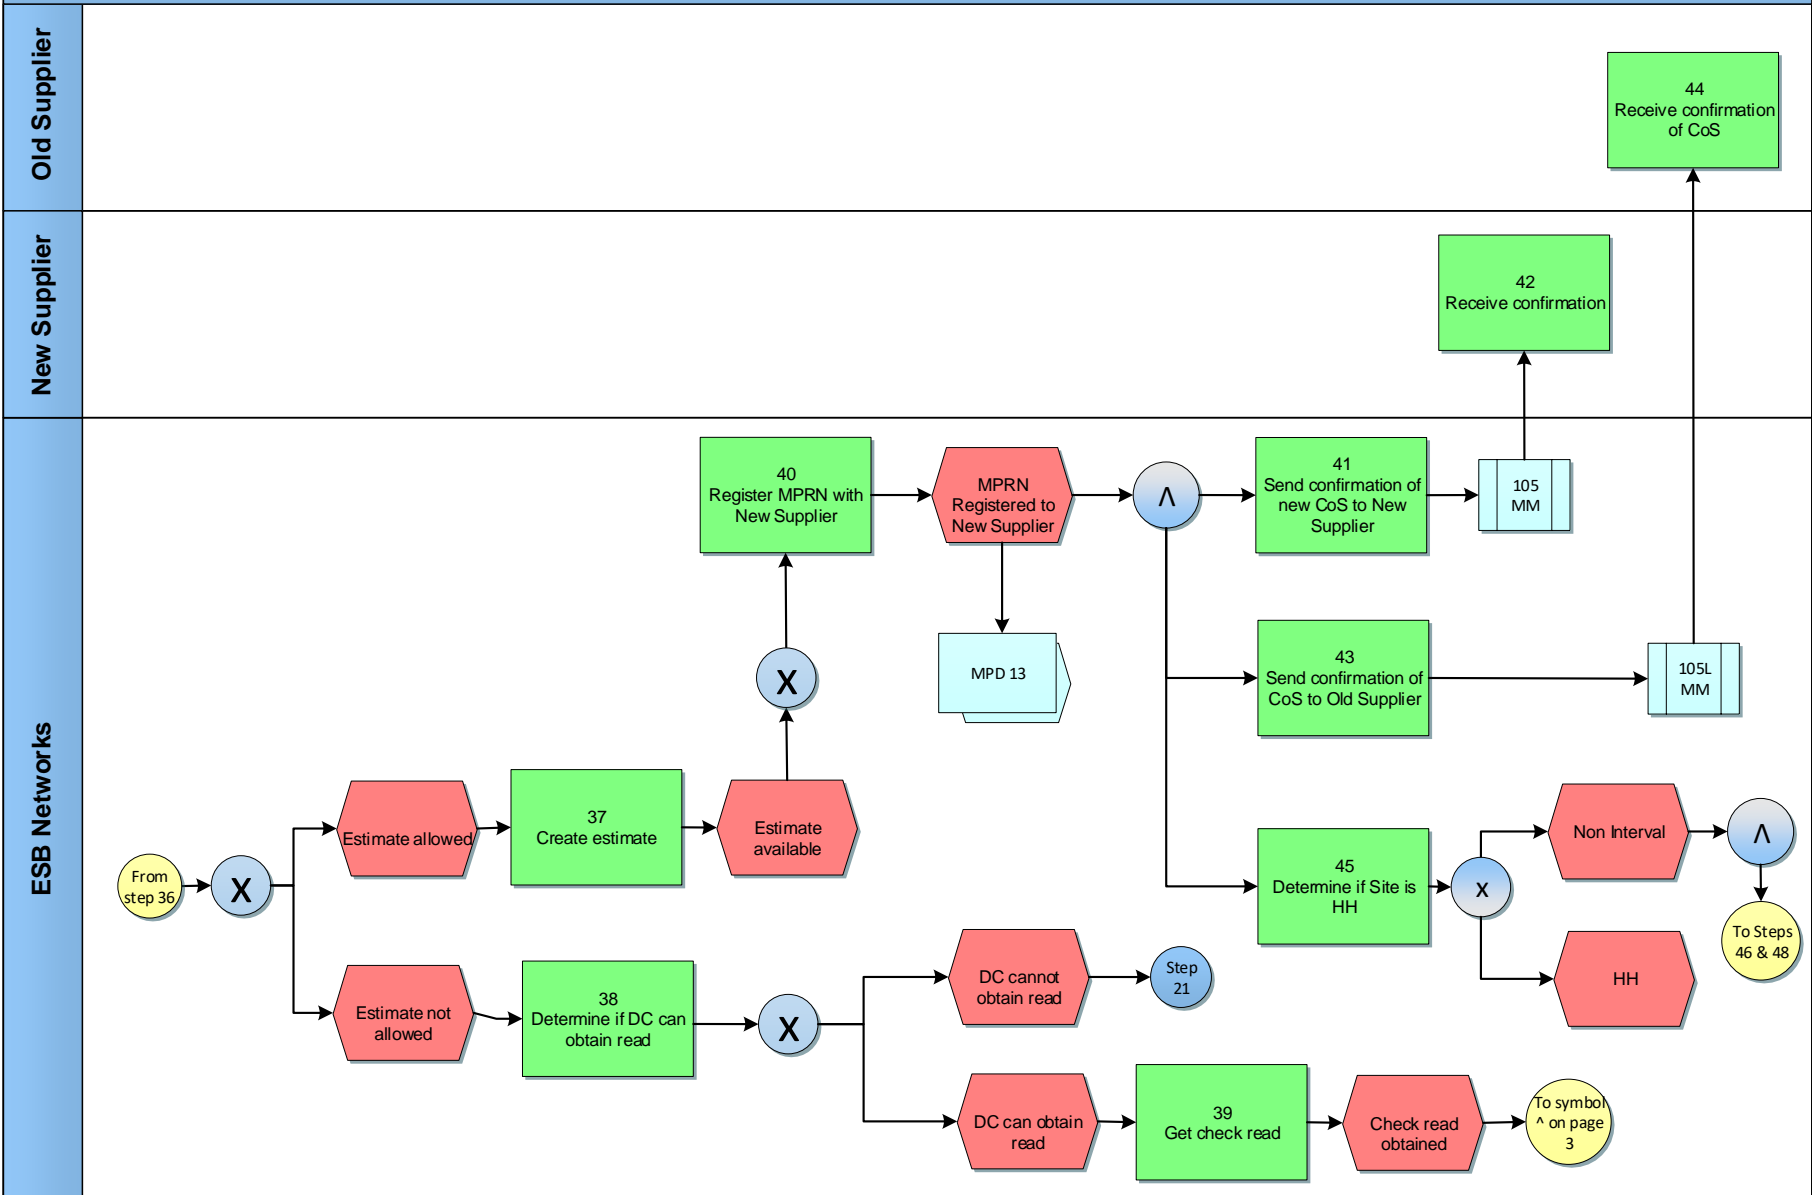 Old Supplier
44
Receive confirmation
of CoS
New Supplier
42
Receive confirmation
ESB Networks
40
Register MPRN with
New Supplier
MPRN
Registered to
New Supplier
Λ
41
Send confirmation of
new CoS to New
Supplier
105
MM
MPD 13
X
43
Send confirmation of
CoS to Old Supplier
105L
MM
From
step 36
X
Estimate allowed
37
Create estimate
Estimate
available
45
Determine if Site is
HH
x
Non Interval
Λ
To Steps
46 & 48
HH
Estimate not
allowed
38
Determine if DC can
obtain read
X
DC cannot
obtain read
Step
21
DC can obtain
read
39
Get check read
Check read
obtained
To symbol
^ on page
3